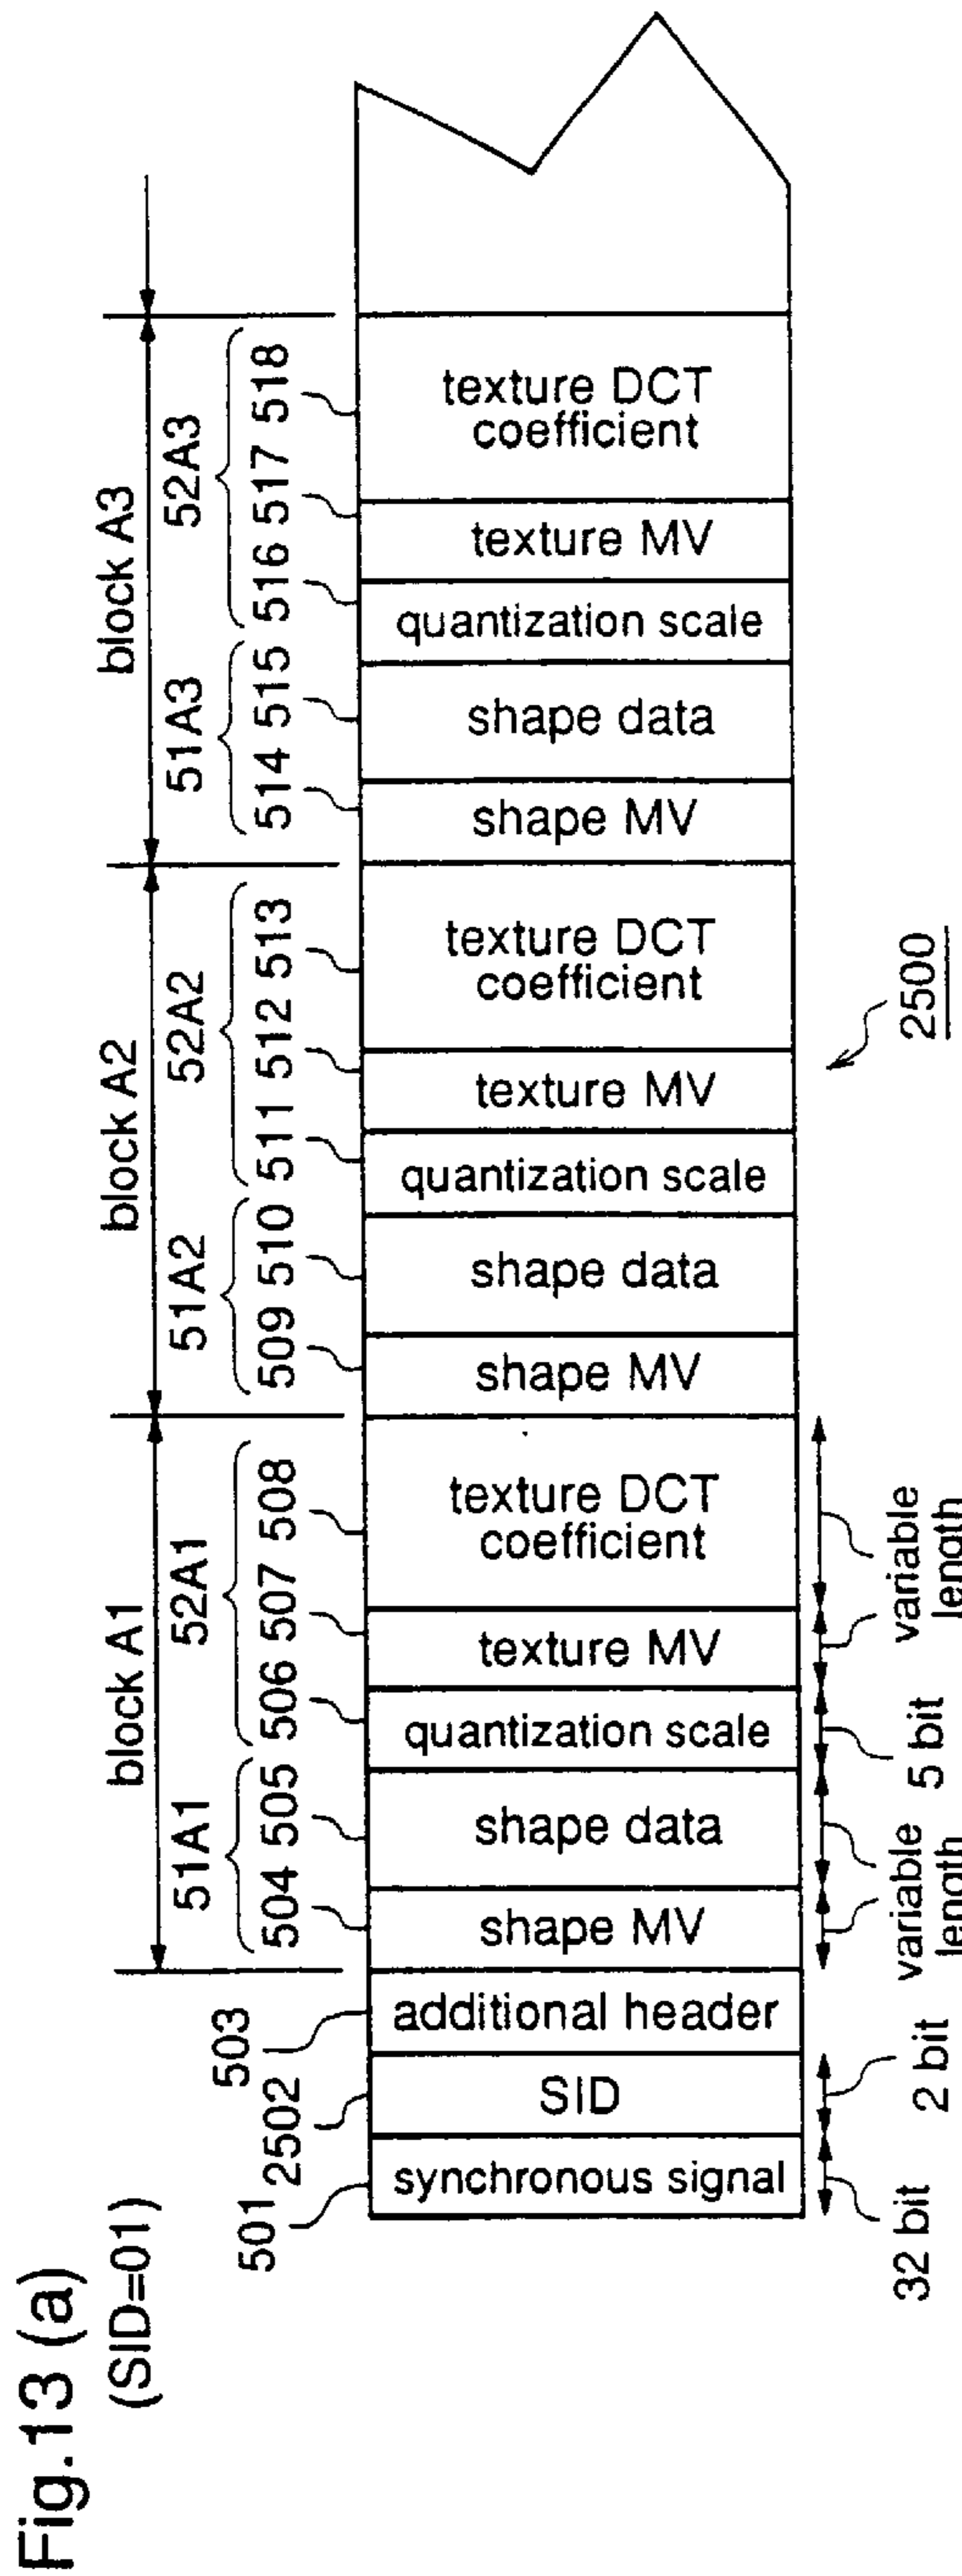 Fig.13 (a)
(SID=01)
block A1
block A2
block A3
51A1
52A1
51A2
52A2
51A3
52A3
501
2502
503
504
505
506
507
508
509
510
511
512
513
514
515
516
517
518
synchronous signal
SID
additional header
shape MV
shape data
quantization scale
texture MV
texture DCT
coefficient
shape MV
shape data
quantization scale
texture MV
texture DCT
coefficient
shape MV
shape data
quantization scale
texture MV
texture DCT
coefficient
32 bit
2 bit
variable
length
5 bit
variable
length
2500